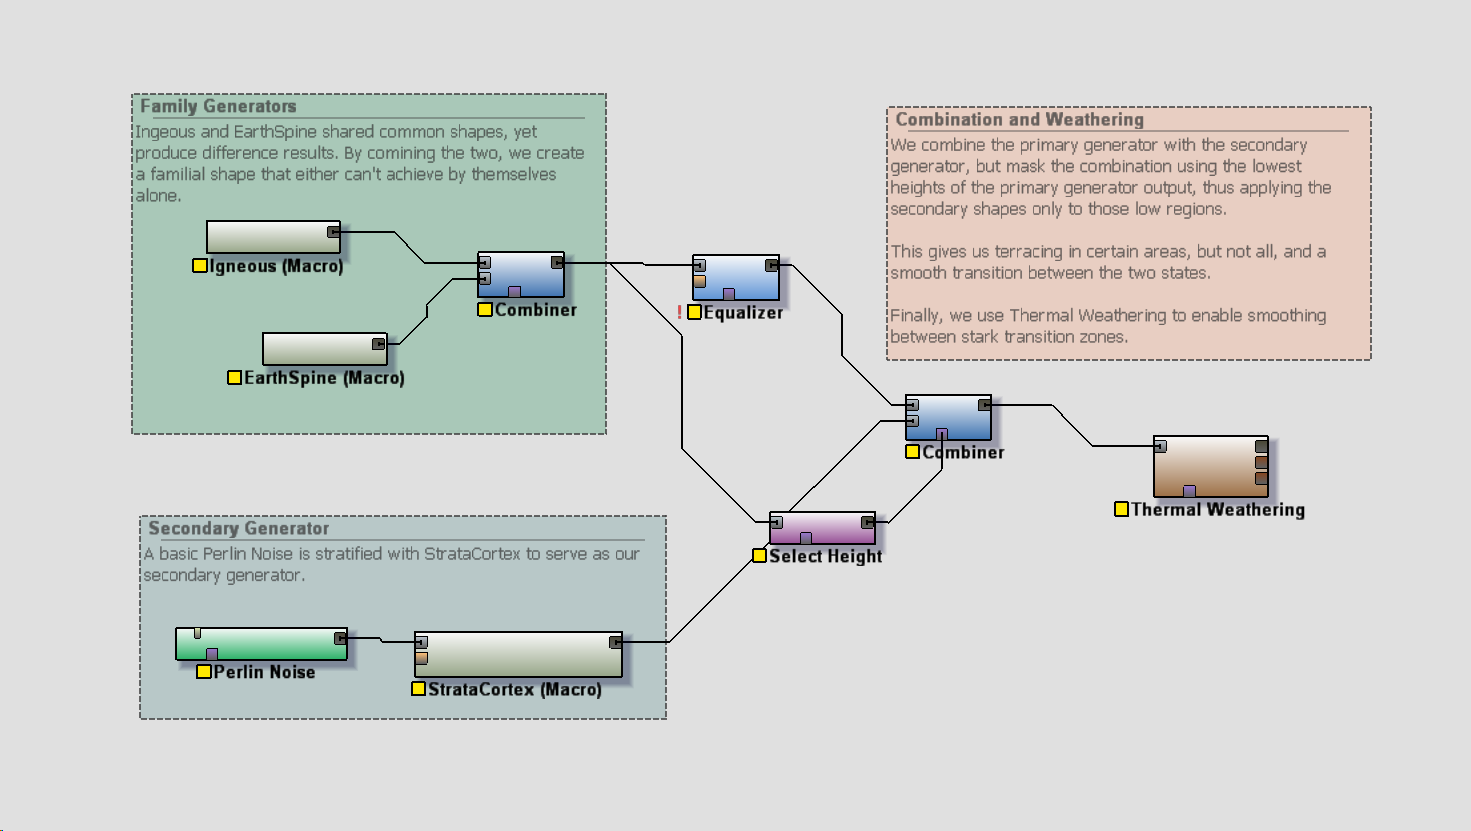 Family Generators
Ingeous and EarthSpine shared common shapes, yet
produce difference results. By comining the two, we create
a familial shape that either can't achieve by themselves
alone.
Igneous (Macro)
Combiner
EarthSpine (Macro)
! Equalizer
Combination and Weathering
We combine the primary generator with the secondary
generator, but mask the combination using the lowest
heights of the primary generator output, thus applying the
secondary shapes only to those low regions.
This gives us terracing in certain areas, but not all, and a
smooth transition between the two states.
Finally, we use Thermal Weathering to enable smoothing
between stark transition zones.
Combiner
Thermal Weathering
Select Height
Secondary Generator
A basic Perlin Noise is stratified with StrataCortex to serve as our
secondary generator.
Perlin Noise
StrataCortex (Macro)